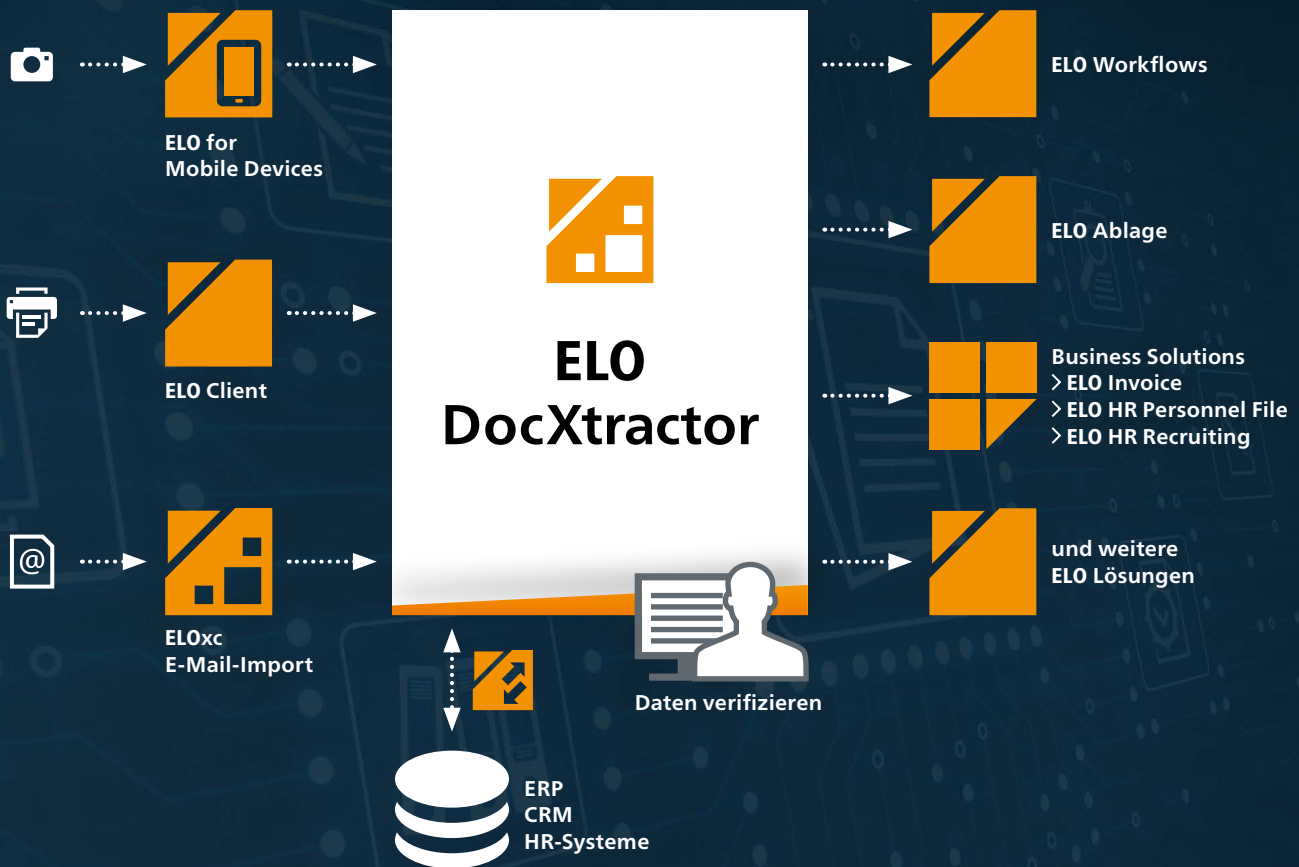 ELO for
Mobile Devices
ELO Client
@
ELOxc
E-Mail-Import
ELO
DocXtractor
Daten verifizieren
ERP
CRM
HR-Systeme
ELO Workflows
ELO Ablage
Business Solutions
> ELO Invoice
> ELO HR Personnel File
> ELO HR Recruiting
und weitere
ELO Lösungen